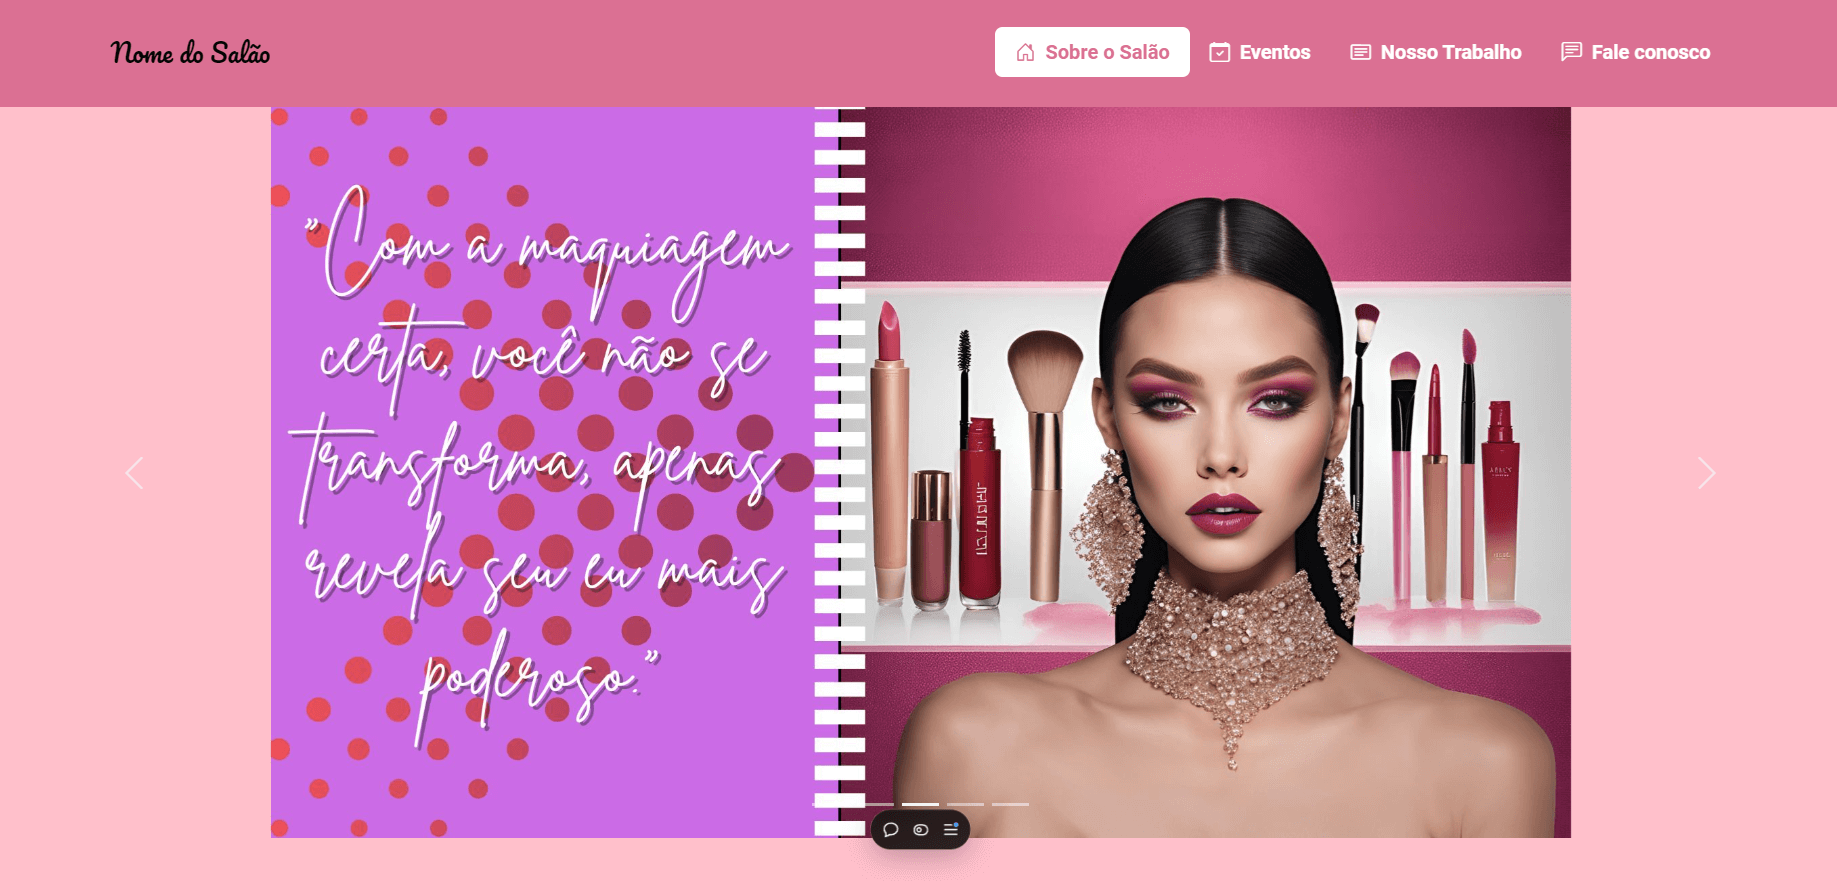 Nome do Salão
Sobre o Salão
Eventos
Nosso Trabalho
Fale conosco
"Com a maquiagem
certa, você não se
transforma, apenas
revela seu eu mais
poderoso."